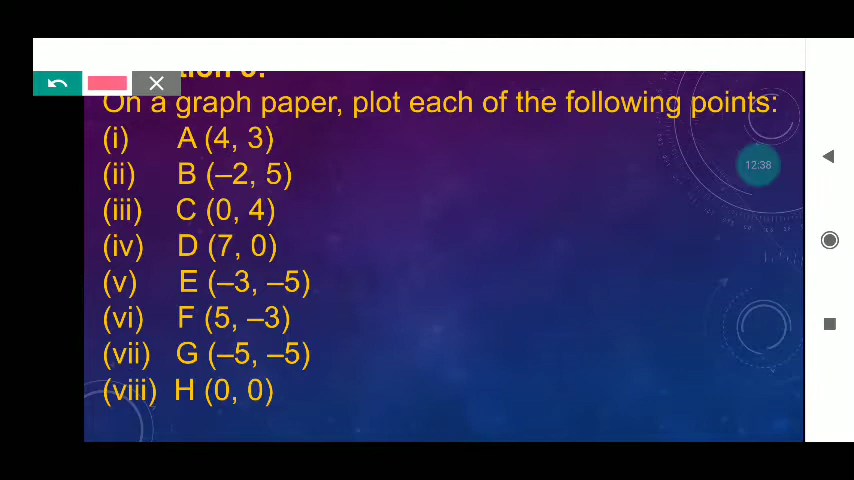 On a graph paper, plot each of the following points:
(i) A (4, 3)
(ii) B (–2, 5)
(iii) C (0, 4)
(iv) D (7, 0)
(v) E (–3, –5)
(vi) F (5, –3)
(vii) G (–5, –5)
(viii) H (0, 0)
12:38